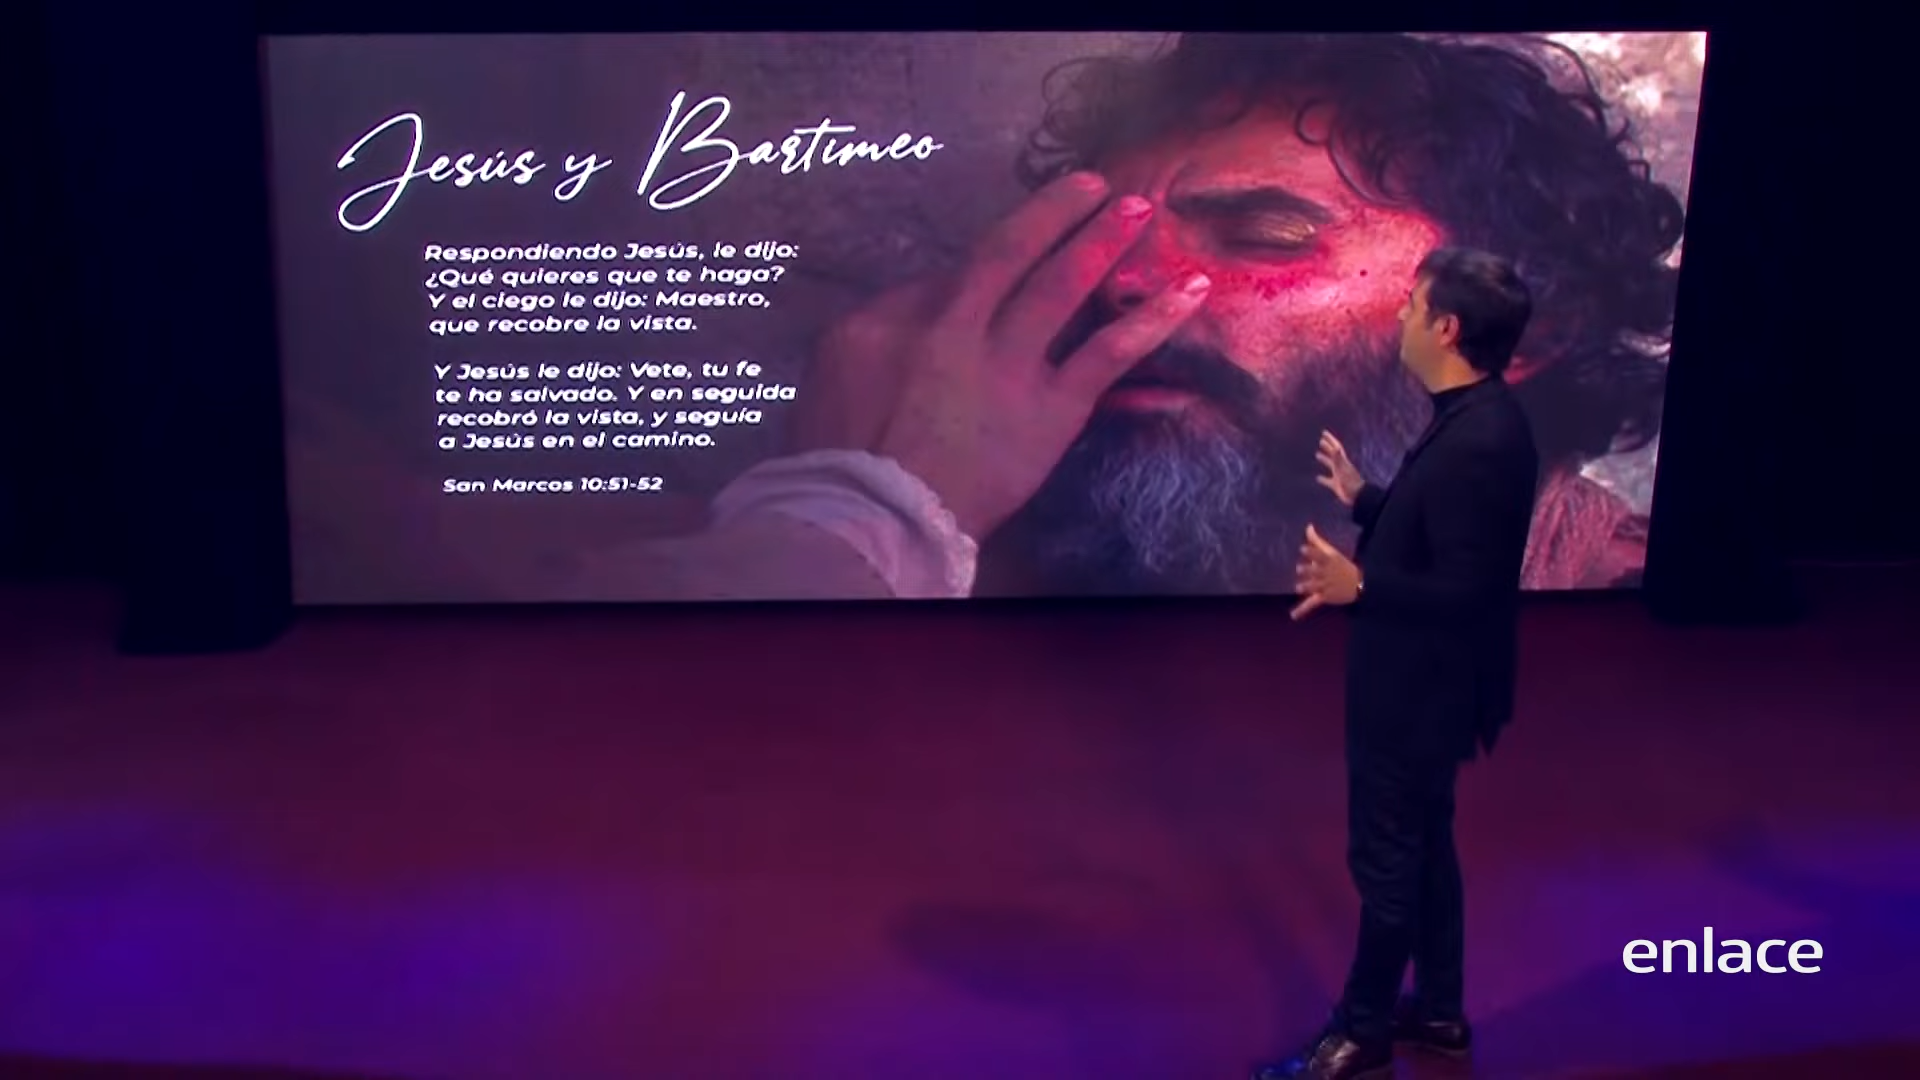 Jesús y Bartimeo
Respondiendo Jesús, le dijo:
¿Qué quieres que te haga?
Y el ciego le dijo: Maestro,
que recobre la vista.
Y Jesús le dijo: Vete, tu fe
te ha salvado. Y en seguida
recobró la vista, y seguía
a Jesús en el camino.
San Marcos 10:51-52
enlace